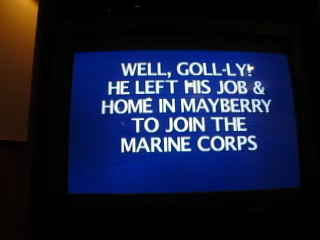 WELL, GOLL-LY!
HE LEFT HIS JOB &
HOME IN MAYBERRY
TO JOIN THE
MARINE CORPS